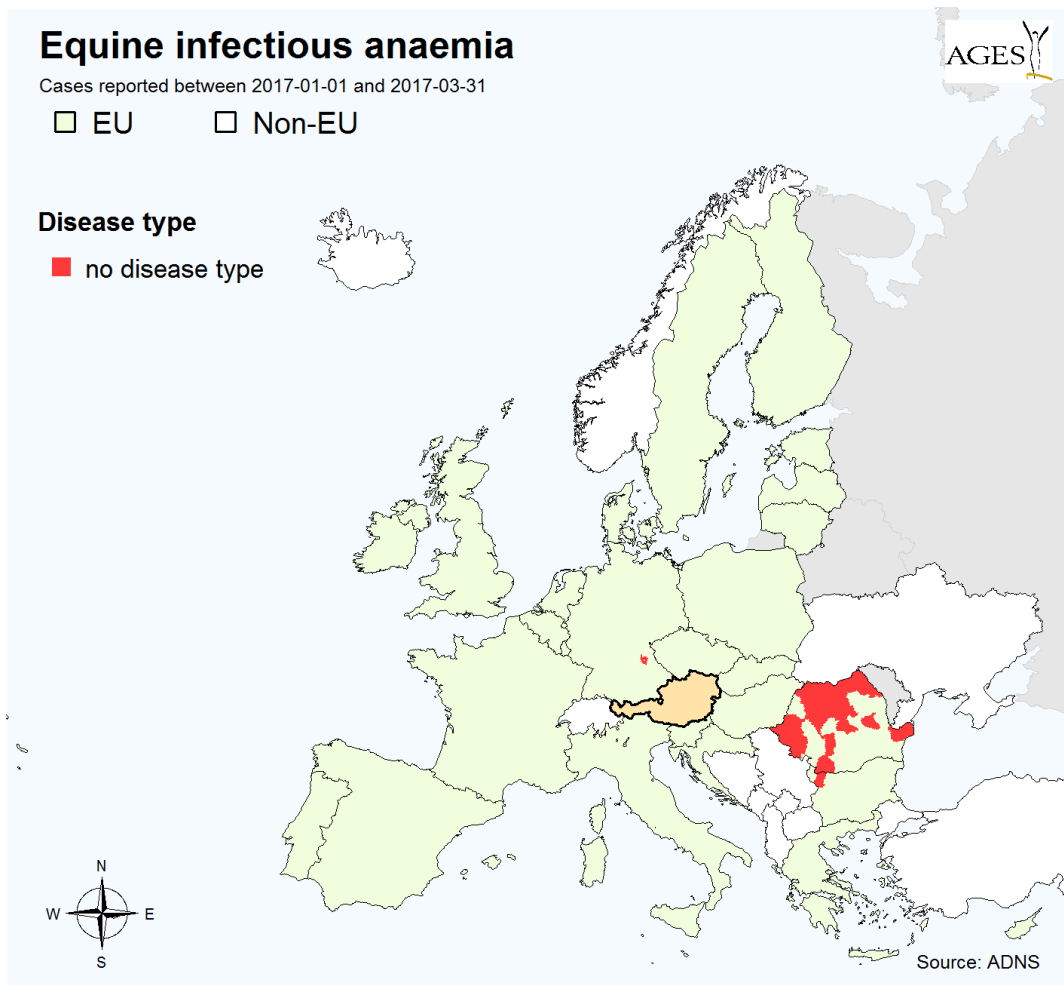 Equine infectious anaemia
Cases reported between 2017-01-01 and 2017-03-31
EU
Non-EU
AGES
Disease type
no disease type
N
W
E
S
Source: ADNS